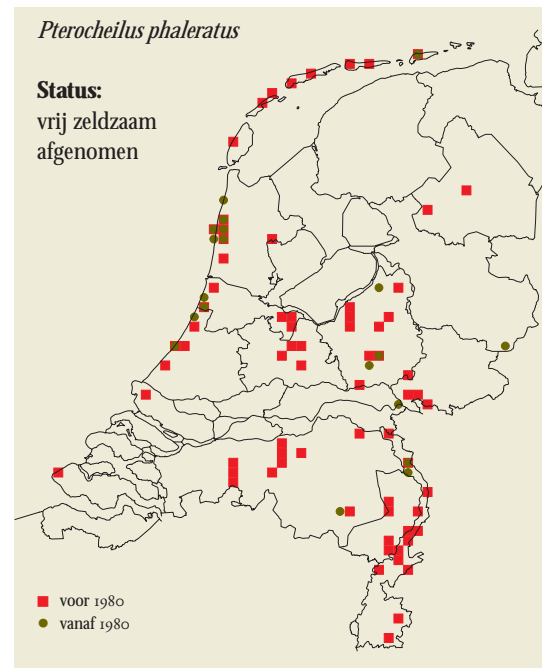 Pterocheilus phaleratus
Status:
vrij zeldzaam
afgenomen
voor 1980
vanaf 1980